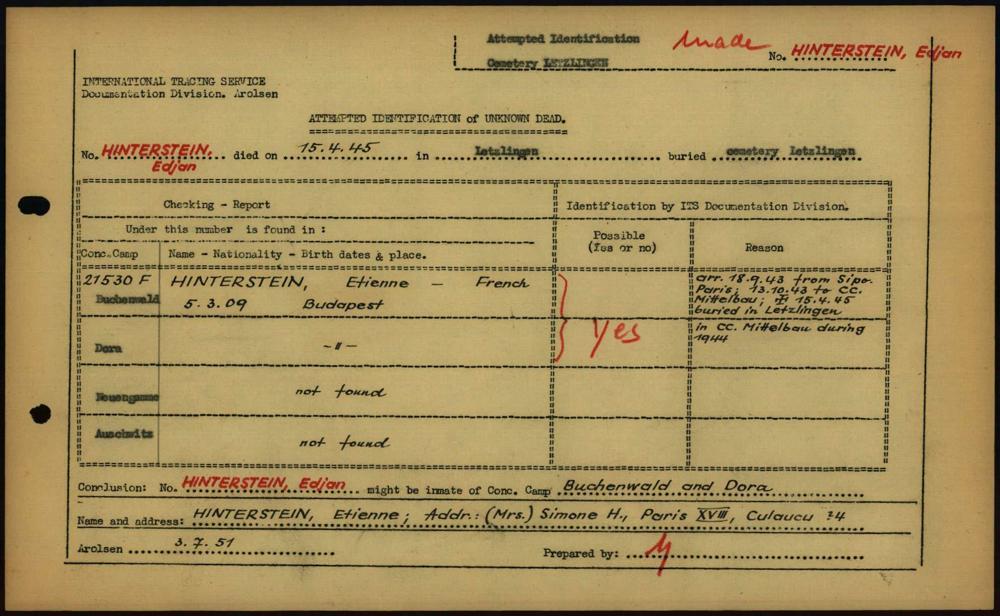 Attempted Identification
Made
Cemetery LETZLINGEN
No. HINTERSTEIN, Edjan
INTERNATIONAL TRACING SERVICE
Documentation Division. Arolsen
ATTEMPTED IDENTIFICATION of UNKNOWN DEAD.
No. HINTERSTEIN, Edjan died on 15.4.45 in Letzlingen buried cemetery Letzlingen
Checking - Report
Identification by ITS Documentation Division.
Under this number is found in :
Possible
(Yes or no)
Reason
Conc.Camp
Name - Nationality - Birth dates & place.
21530 F
HINTERSTEIN, Etienne - French
Buchenwald
5.3.09 Budapest
arr. 18.9.43 from Sipo-
Paris; 13.10.43 to CC.
Mittelbau; 15.4.45
buried in Letzlingen
Yes
Dora
-"-
in CC. Mittelbau during
1944
Neuengamme
not found
Auschwitz
not found
Conclusion: No. HINTERSTEIN, Edjan might be inmate of Conc. Camp Buchenwald and Dora
Name and address: HINTERSTEIN, Etienne; Addr.: (Mrs.) Simone H., Paris XVIII, Culaucu
Arolsen 3.7.51
Prepared by: